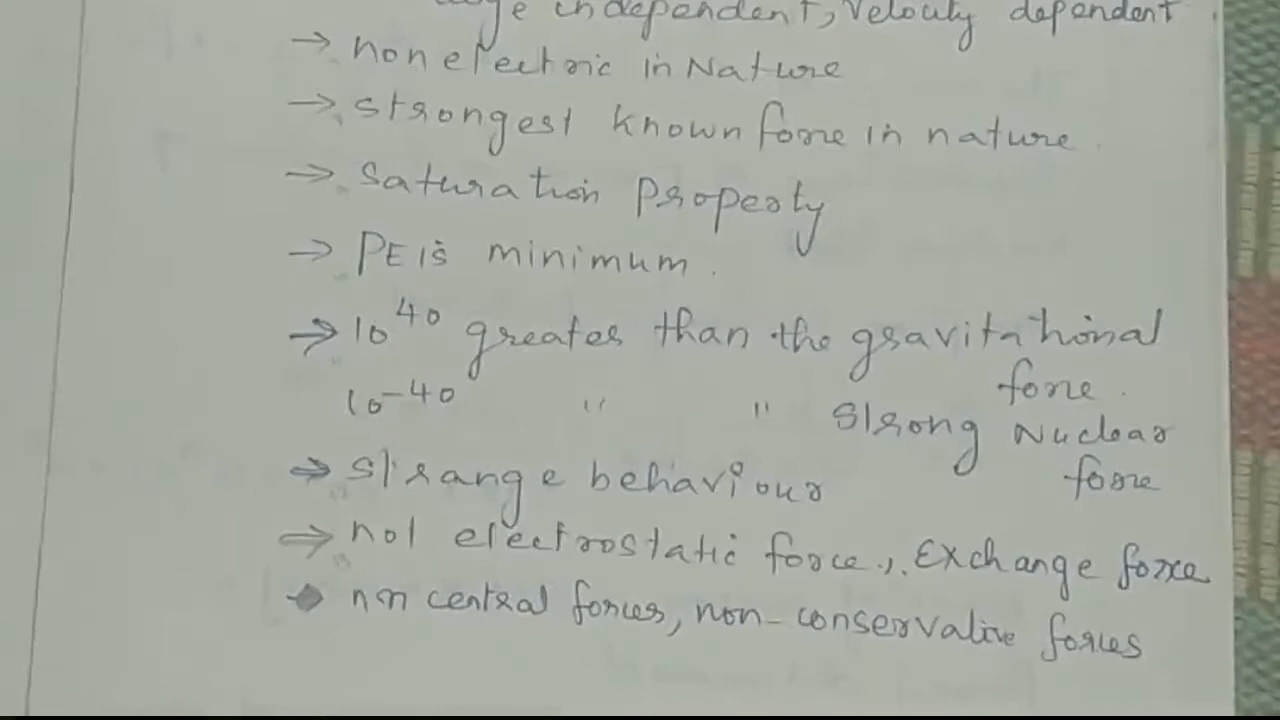 independent, velouly dependent
→ non electric in Nature
→ strongest known force in nature
→ saturation property
→ PE is minimum.
→ 10^40 greater than the gravitational
force.
10^-40 " " Strong Nuclear
force
⇒ strange behaviour
⇒ not electrostatic force, Exchange force
non central forces, non-conservative forces